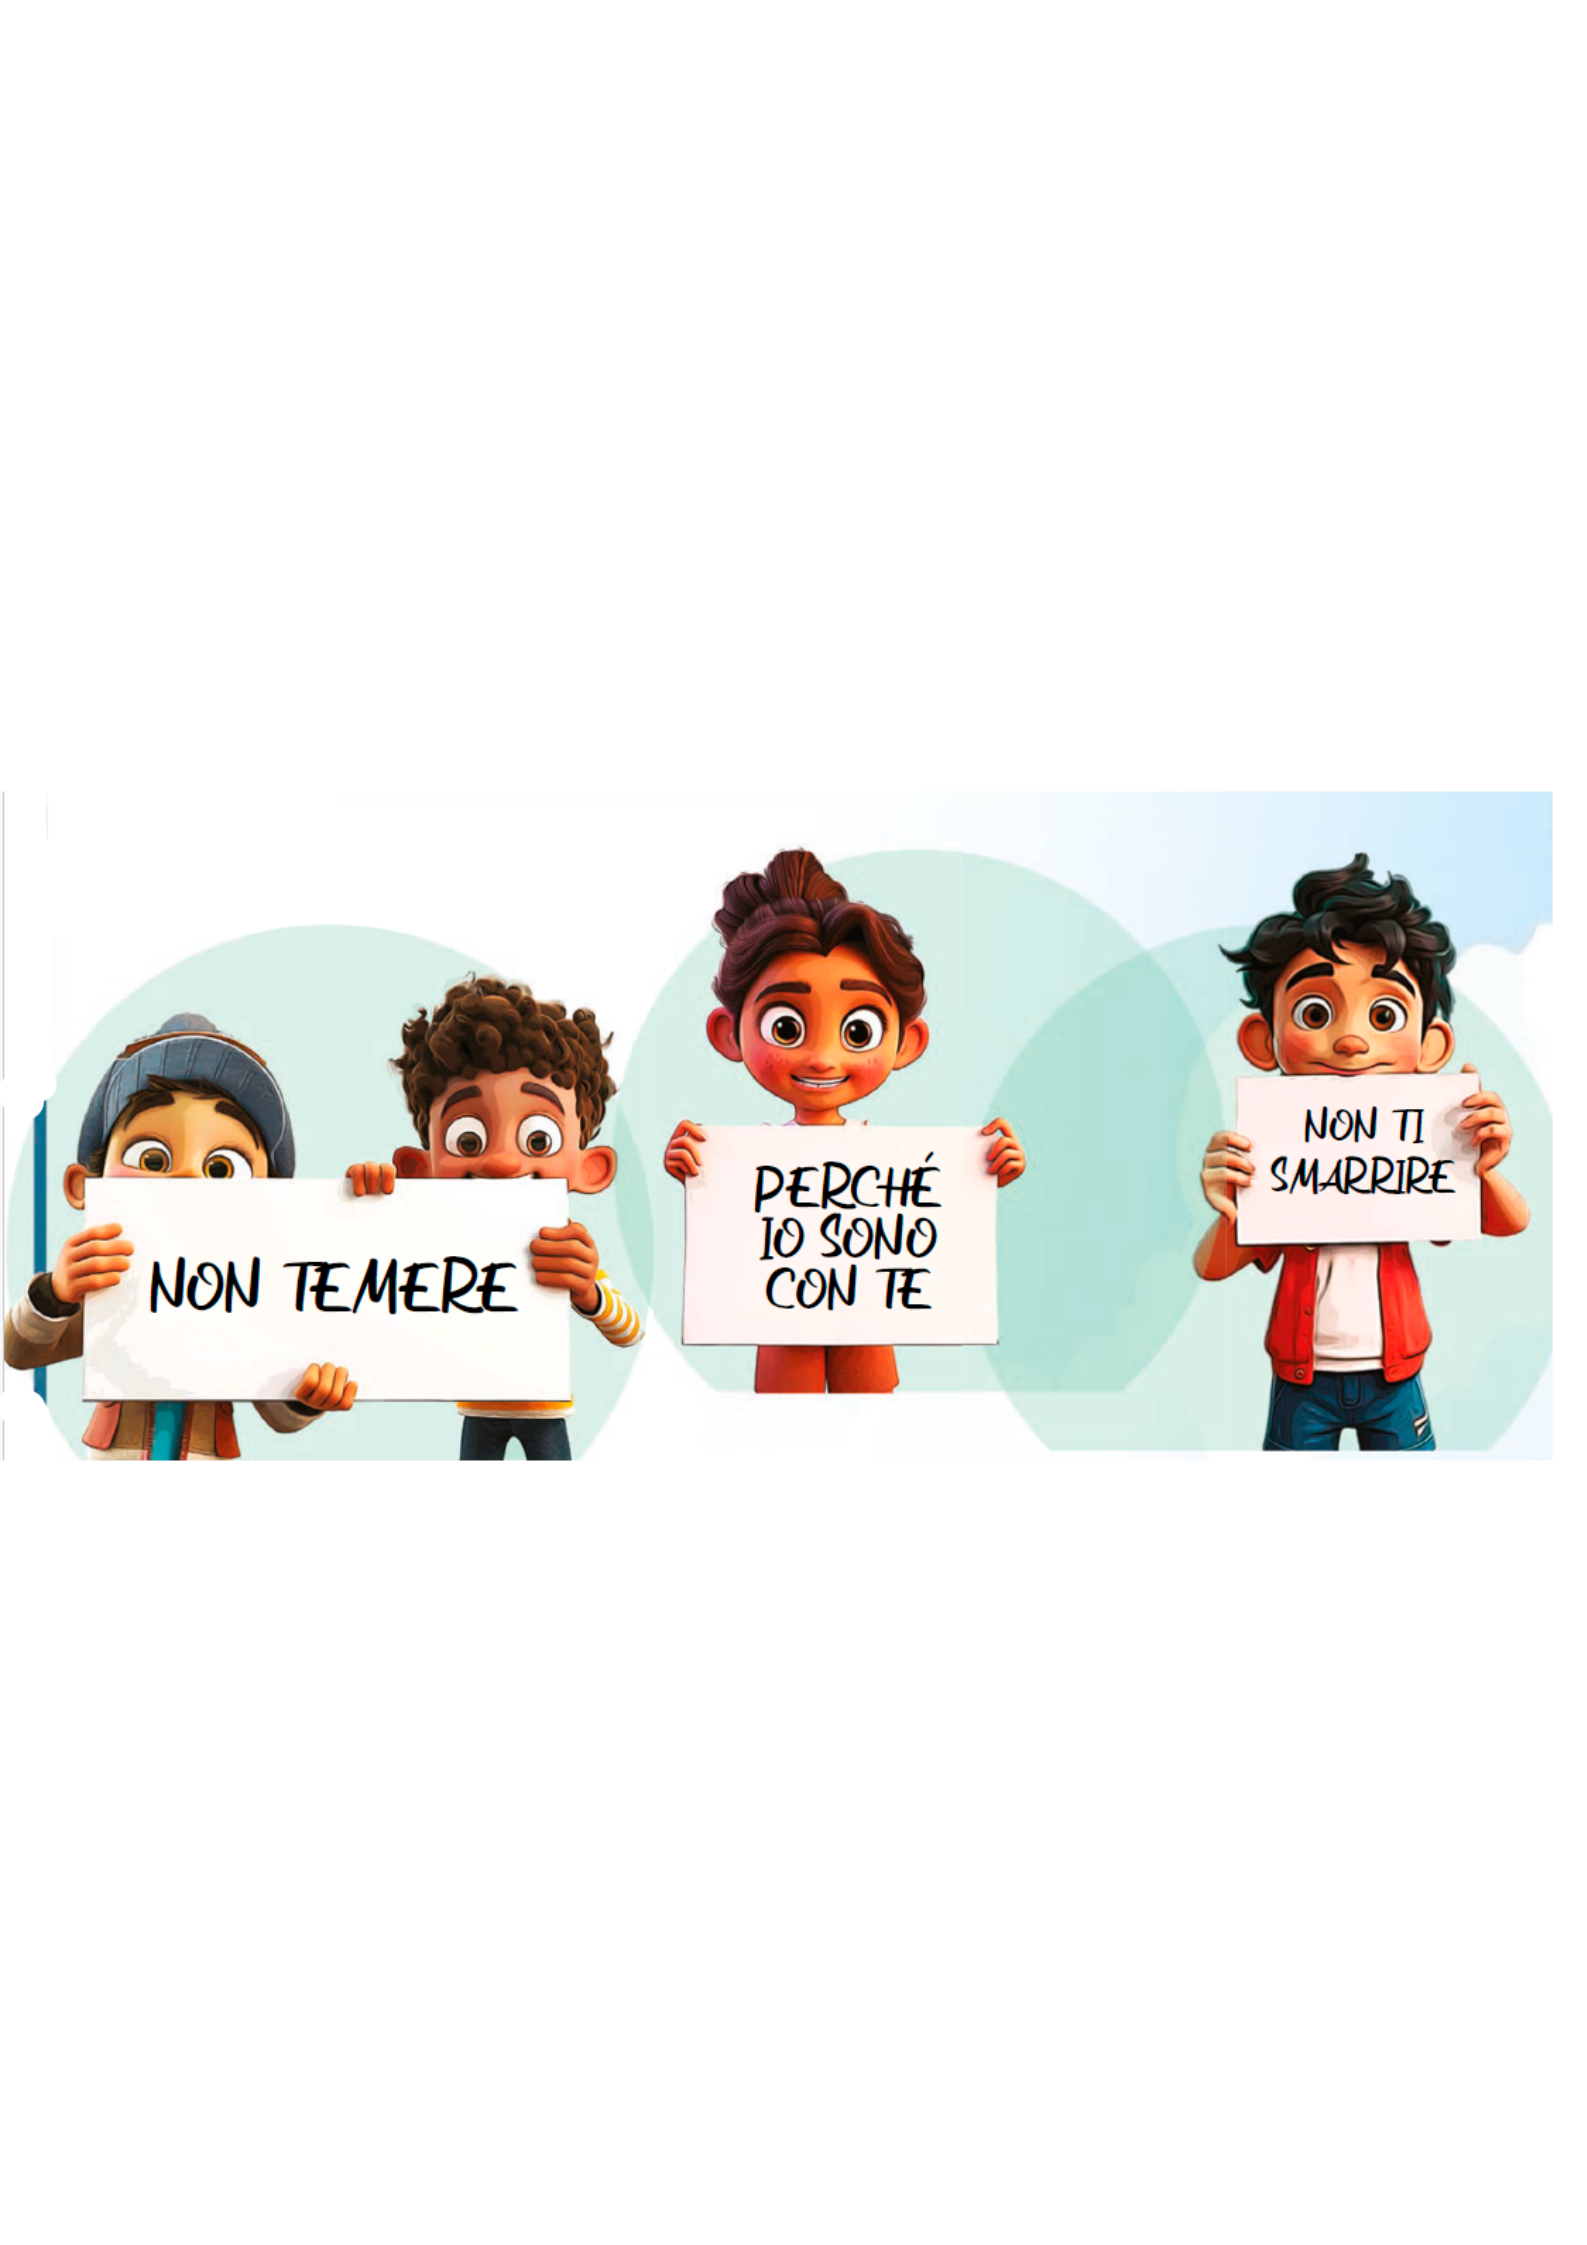 NON TEMERE
PERCHÉ
IO SONO
CON TE
NON TI
SMARRIRE